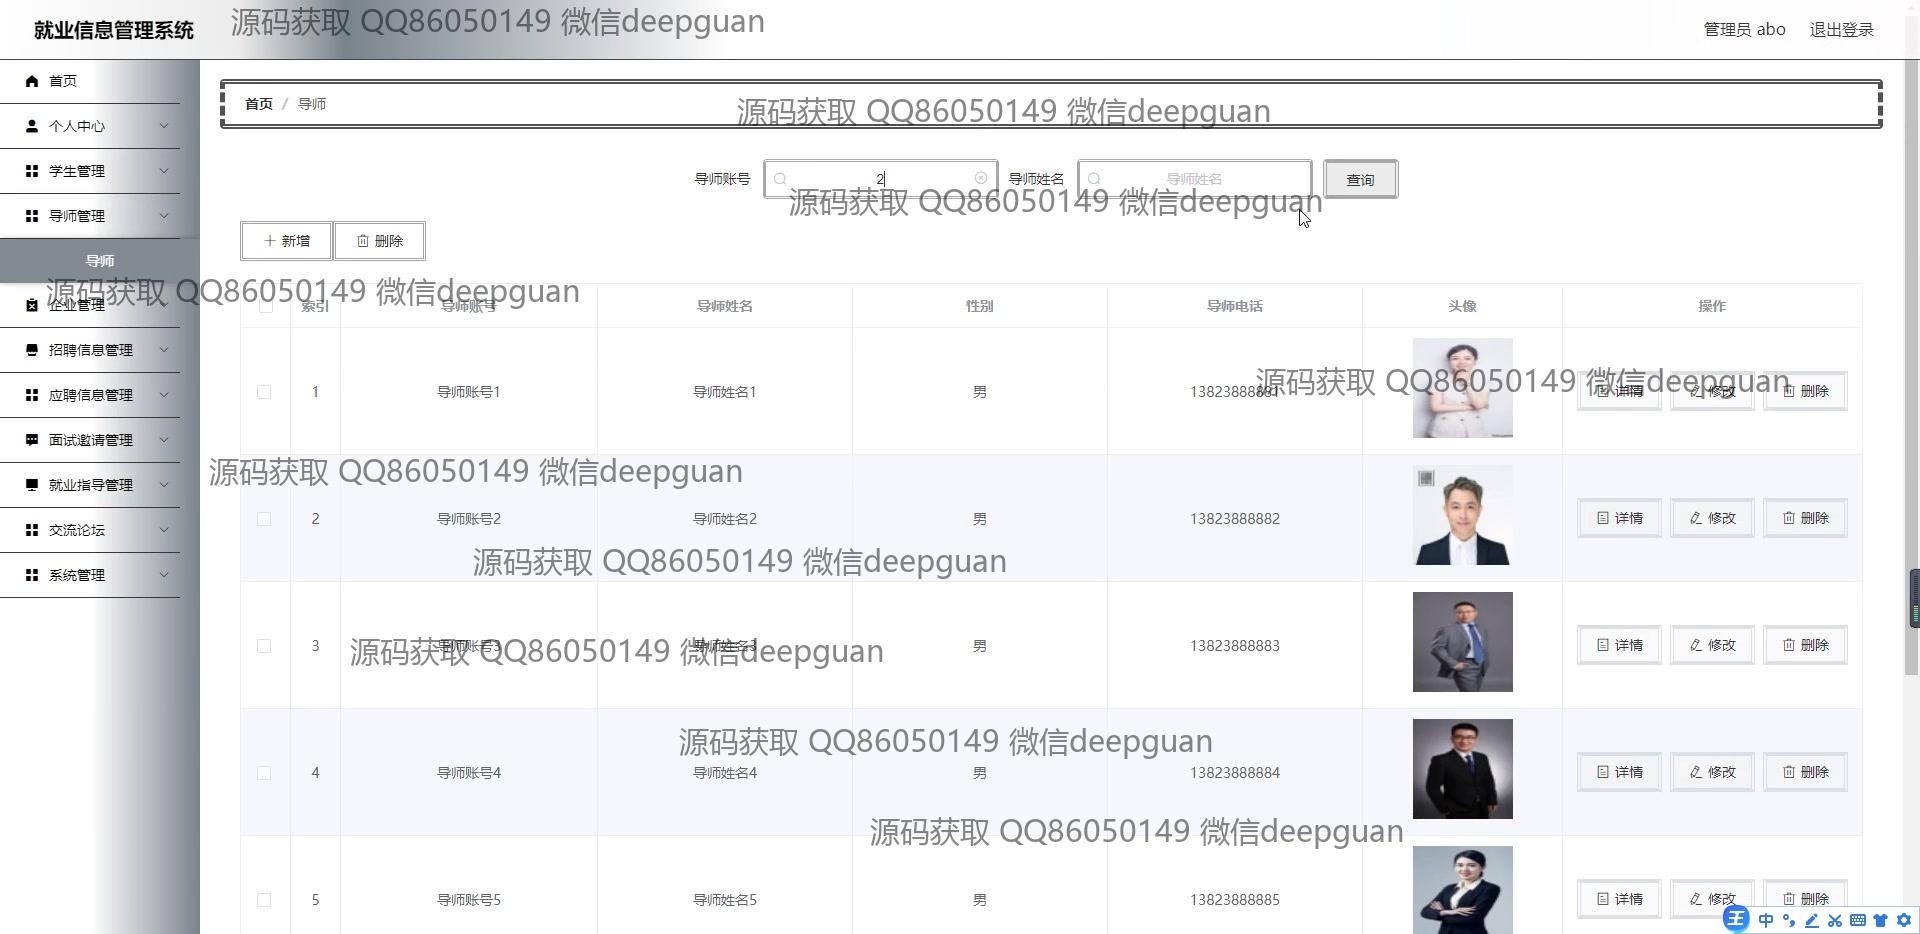 就业信息管理系统
源码获取 QQ86050149 微信deepguan
管理员 abo
退出登录
首页
个人中心
学生管理
导师管理
导师
企业管理
招聘信息管理
应聘信息管理
面试邀请管理
就业指导管理
交流论坛
系统管理
首页 / 导师
源码获取 QQ86050149 微信deepguan
导师账号 2 导师姓名 导师姓名 查询
源码获取 QQ86050149 微信deepguan
新增 删除
源码获取 QQ86050149 微信deepguan
索引 导师账号 导师姓名 性别 导师电话 头像 操作
源码获取 QQ86050149 微信deepguan
1 导师账号1 导师姓名1 男 13823888881 详情 修改 删除
源码获取 QQ86050149 微信deepguan
2 导师账号2 导师姓名2 男 13823888882 详情 修改 删除
源码获取 QQ86050149 微信deepguan
3 导师账号3 导师姓名3 男 13823888883 详情 修改 删除
源码获取 QQ86050149 微信deepguan
源码获取 QQ86050149 微信deepguan
4 导师账号4 导师姓名4 男 13823888884 详情 修改 删除
源码获取 QQ86050149 微信deepguan
5 导师账号5 导师姓名5 男 13823888885 详情 修改 删除
王 中